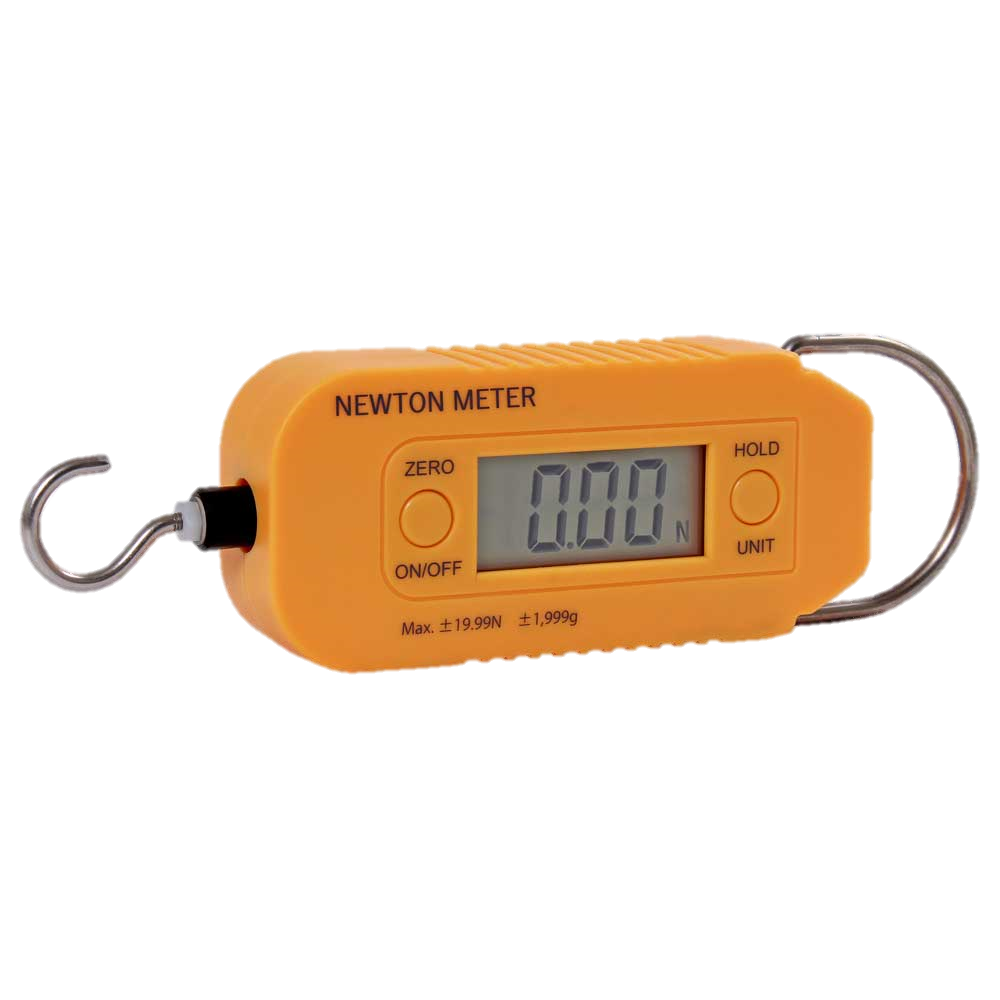 NEWTON METER
ZERO
ON/OFF
0.00 N
HOLD
UNIT
Max. ±19.99N ±1,999g